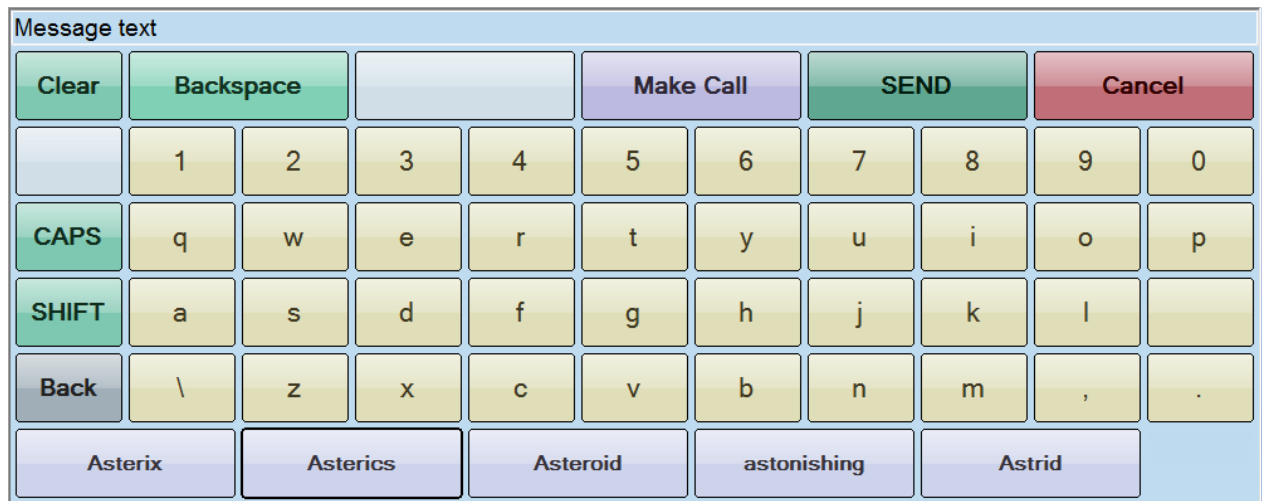 Message text
Clear Backspace Make Call SEND Cancel
1 2 3 4 5 6 7 8 9 0
CAPS q w e r t y u i o p
SHIFT a s d f g h j k l
Back \ z x c v b n m , .
Asterix Asterics Asteroid astonishing Astrid